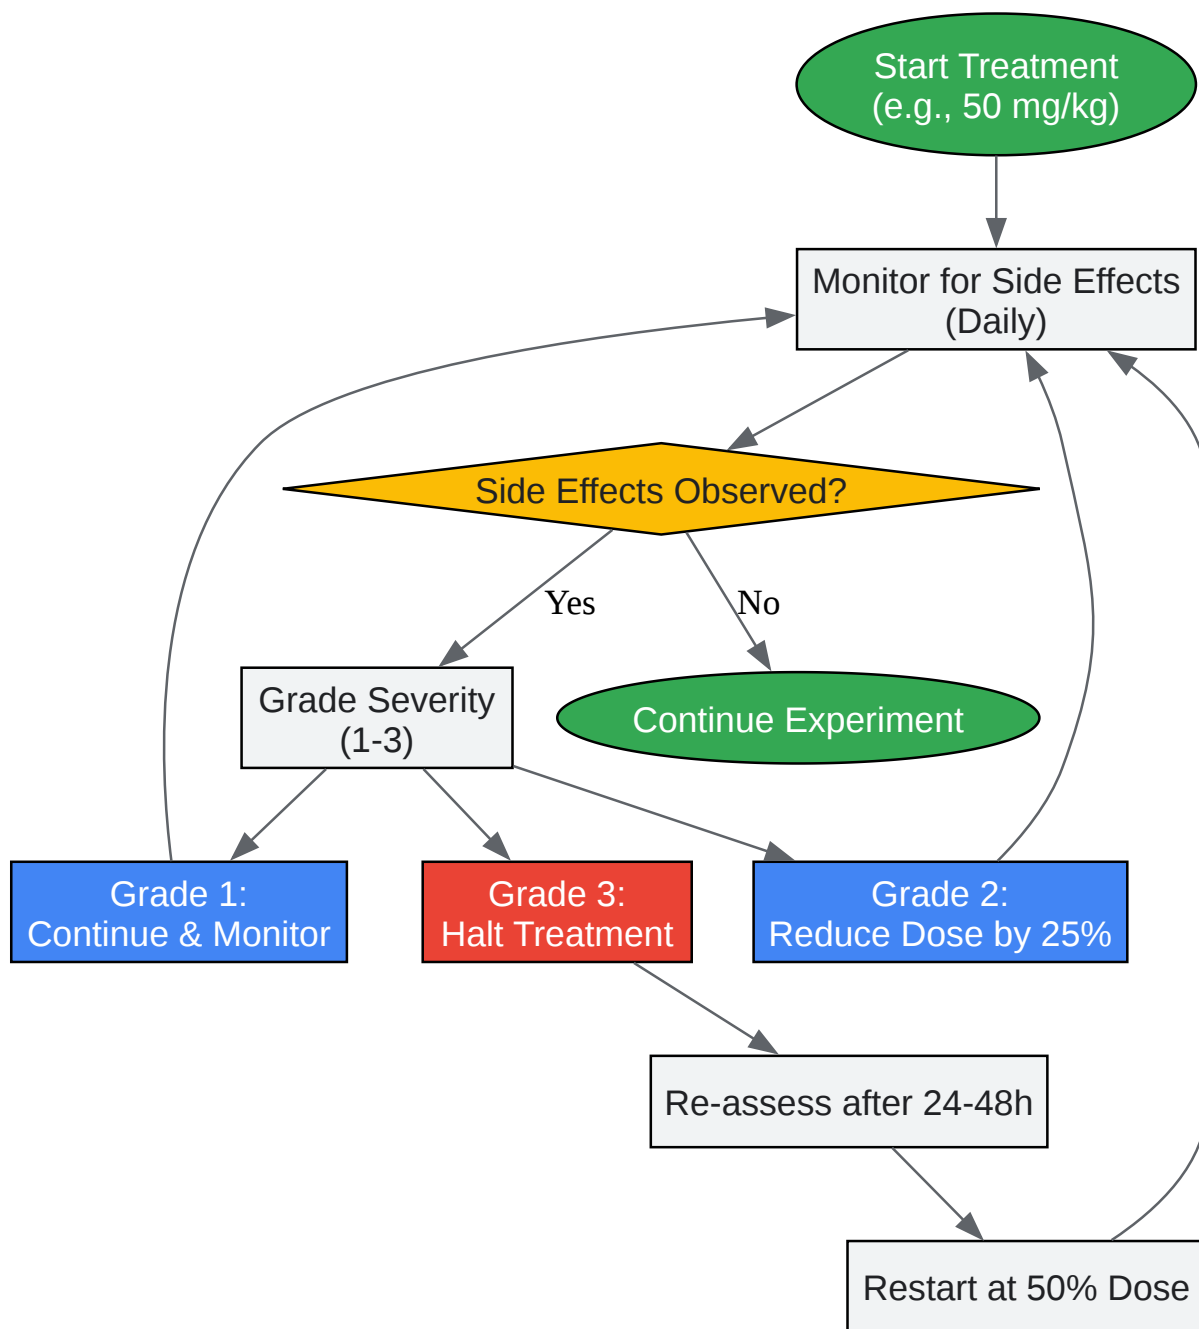 Start Treatment
(e.g., 50 mg/kg)
Monitor for Side Effects
(Daily)
Side Effects Observed?
Yes
No
Grade Severity
(1-3)
Continue Experiment
Grade 1:
Continue & Monitor
Grade 3:
Halt Treatment
Grade 2:
Reduce Dose by 25%
Re-assess after 24-48h
Restart at 50% Dose